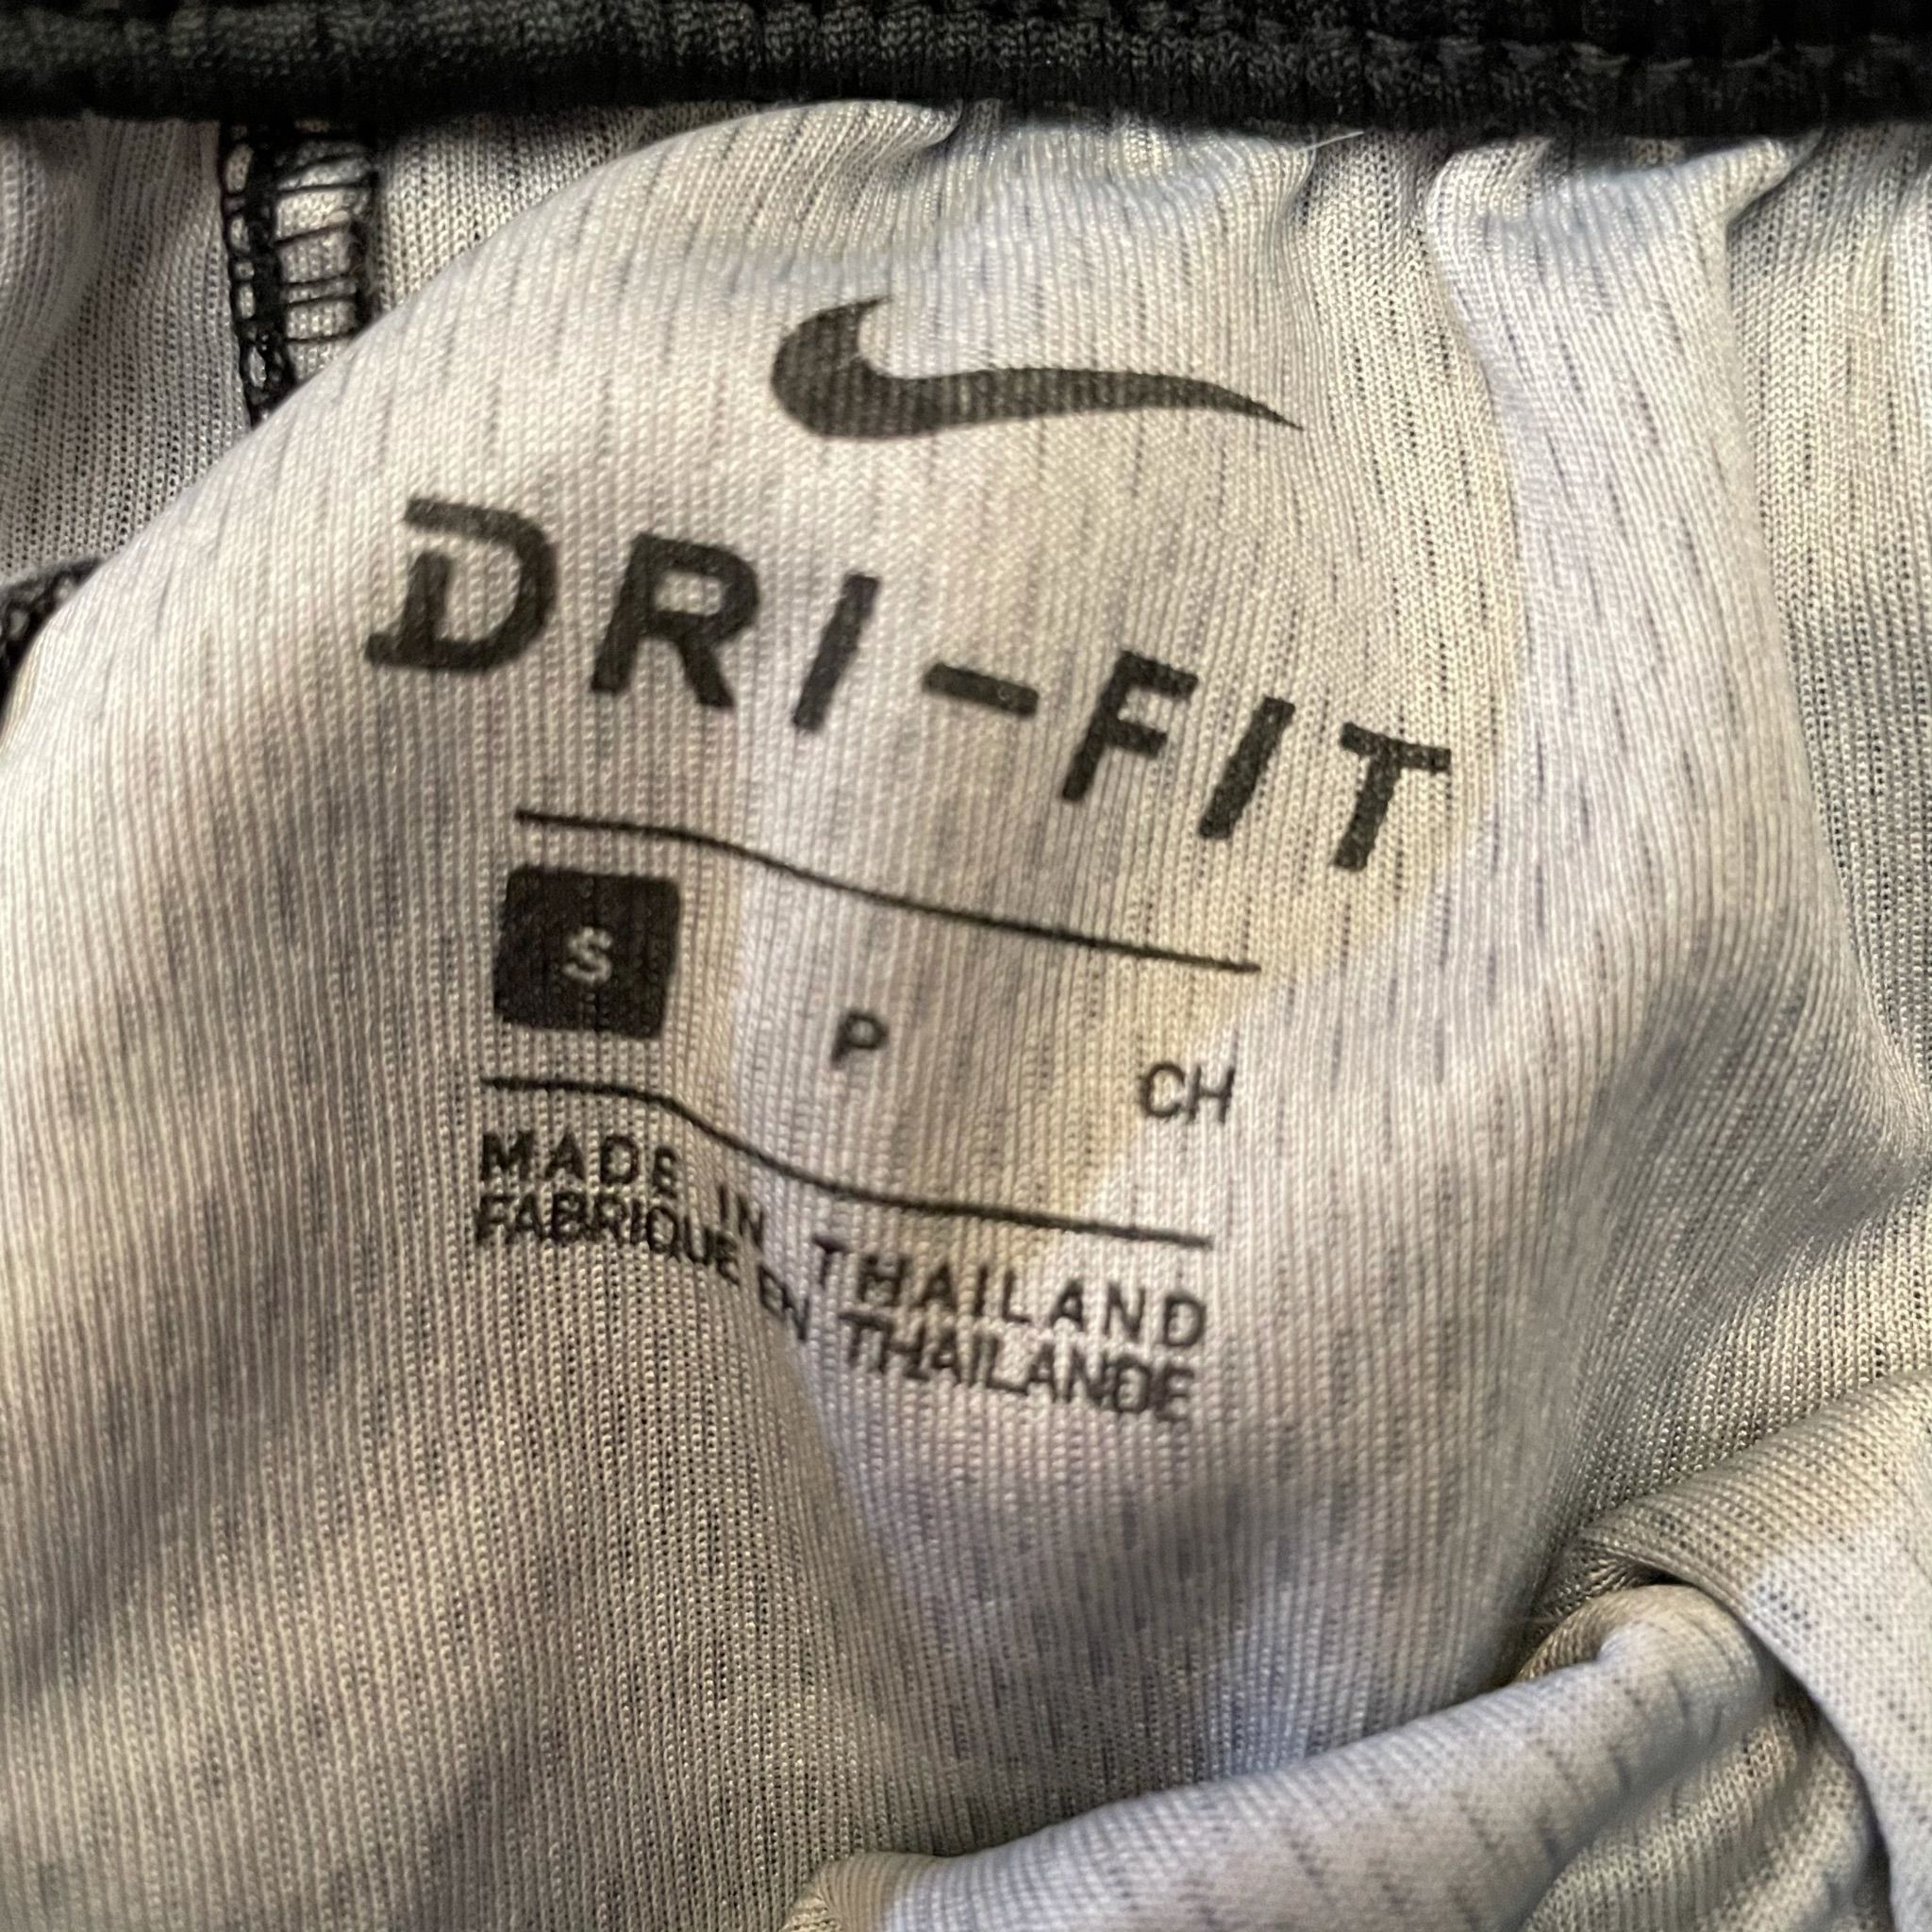 DRI-FIT
S P CH
MADE IN THAILAND
FABRIQUE EN THAILANDE